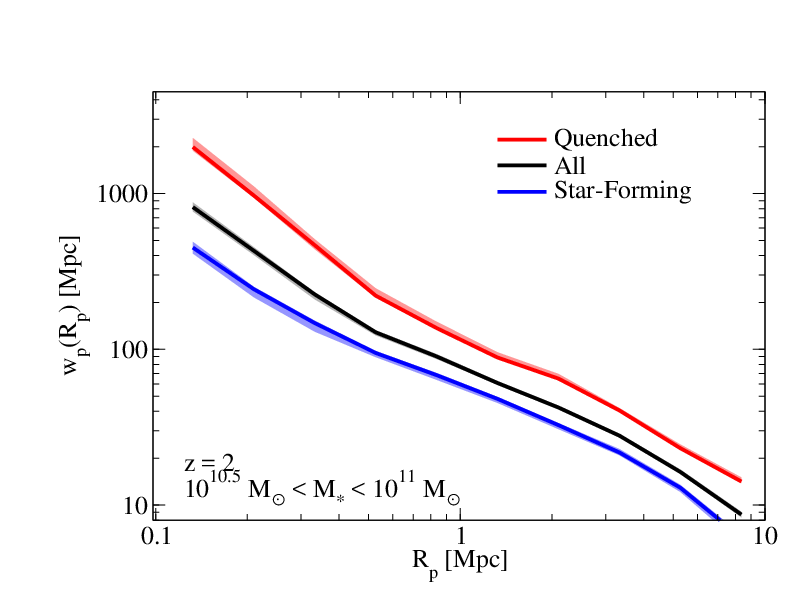 Quenched
All
Star-Forming
1000
100
10
w_p(R_p) [Mpc]
z = 2
10^10.5 M_⊙ < M_* < 10^11 M_⊙
0.1 1 10
R_p [Mpc]